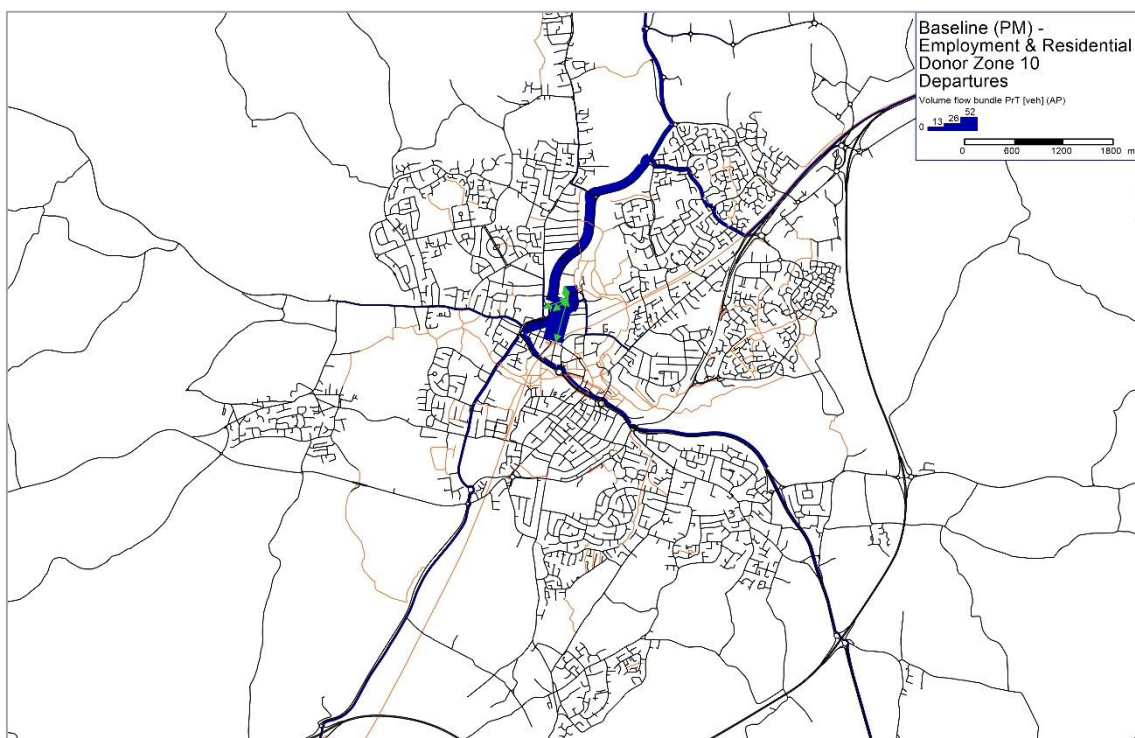 Baseline (PM) -
Employment & Residential
Donor Zone 10
Departures
Volume flow bundle PrT [veh] (AP)
0 13 26 52
0 600 1200 1800 m